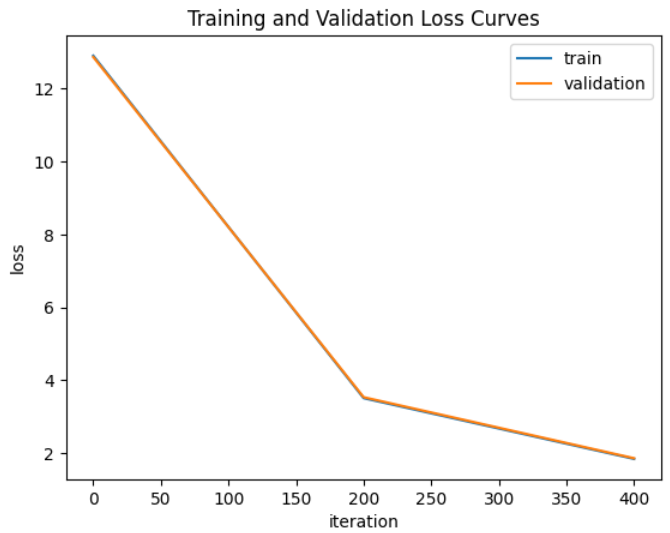 Training and Validation Loss Curves
train
validation
12
10
8
6
4
2
loss
0 50 100 150 200 250 300 350 400
iteration